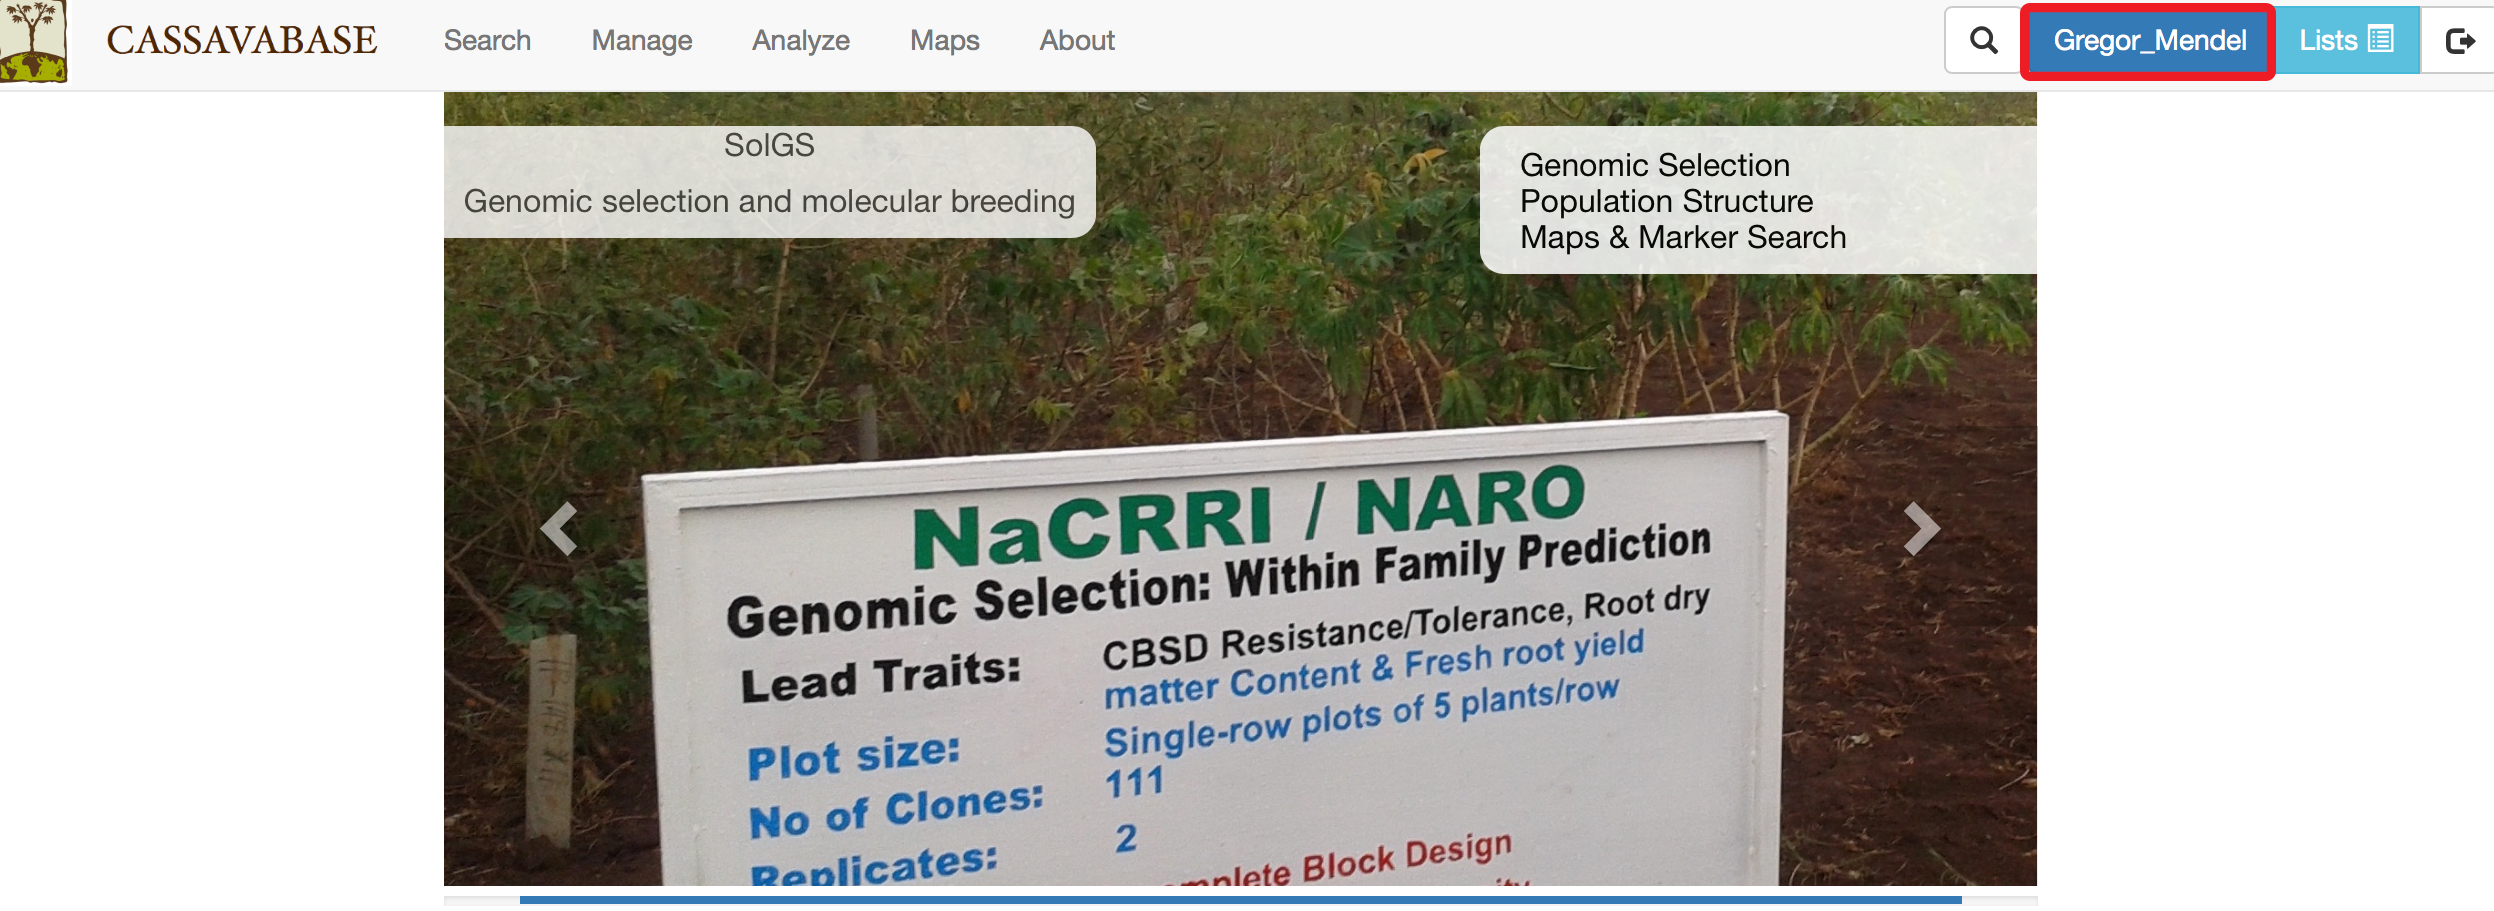 CASSAVABASE
Search
Manage
Analyze
Maps
About
Gregor_Mendel
Lists
SolGS
Genomic selection and molecular breeding
Genomic Selection
Population Structure
Maps & Marker Search
NaCRRI / NARO
Genomic Selection: Within Family Prediction
Lead Traits: CBSD Resistance/Tolerance, Root dry
matter Content & Fresh root yield
Plot size: Single-row plots of 5 plants/row
No of Clones: 111
Replicates: 2
Block Design